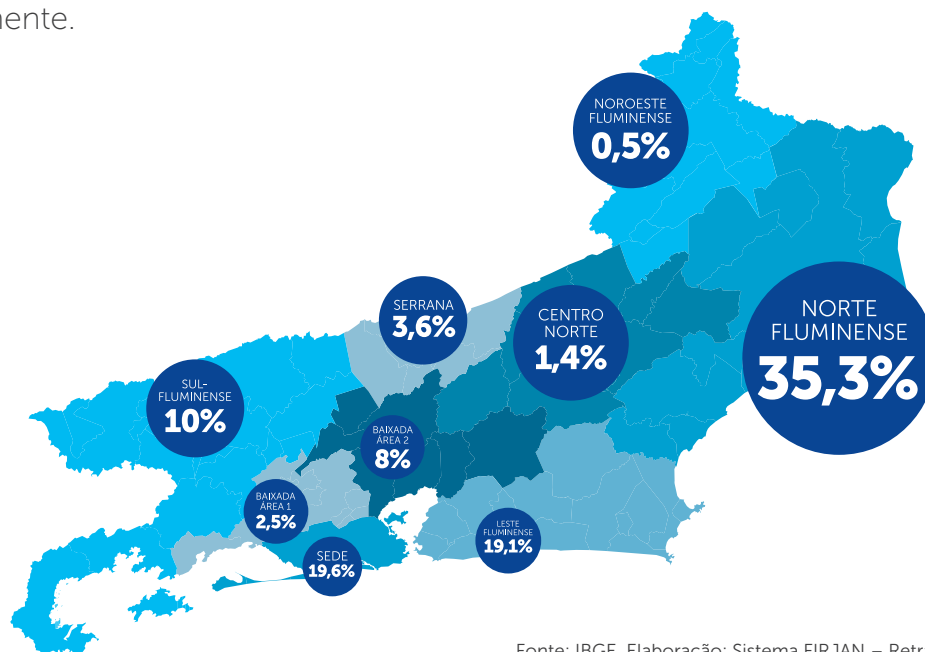 NOROESTE
FLUMINENSE
0,5%
SERRANA
3,6%
CENTRO
NORTE
1,4%
NORTE
FLUMINENSE
35,3%
SUL-
FLUMINENSE
10%
BAIXADA
ÁREA 2
8%
BAIXADA
ÁREA 1
2,5%
LESTE
FLUMINENSE
19,1%
SEDE
19,6%
Fonte: IBGE. Elaboração: Sistema FIRJAN –